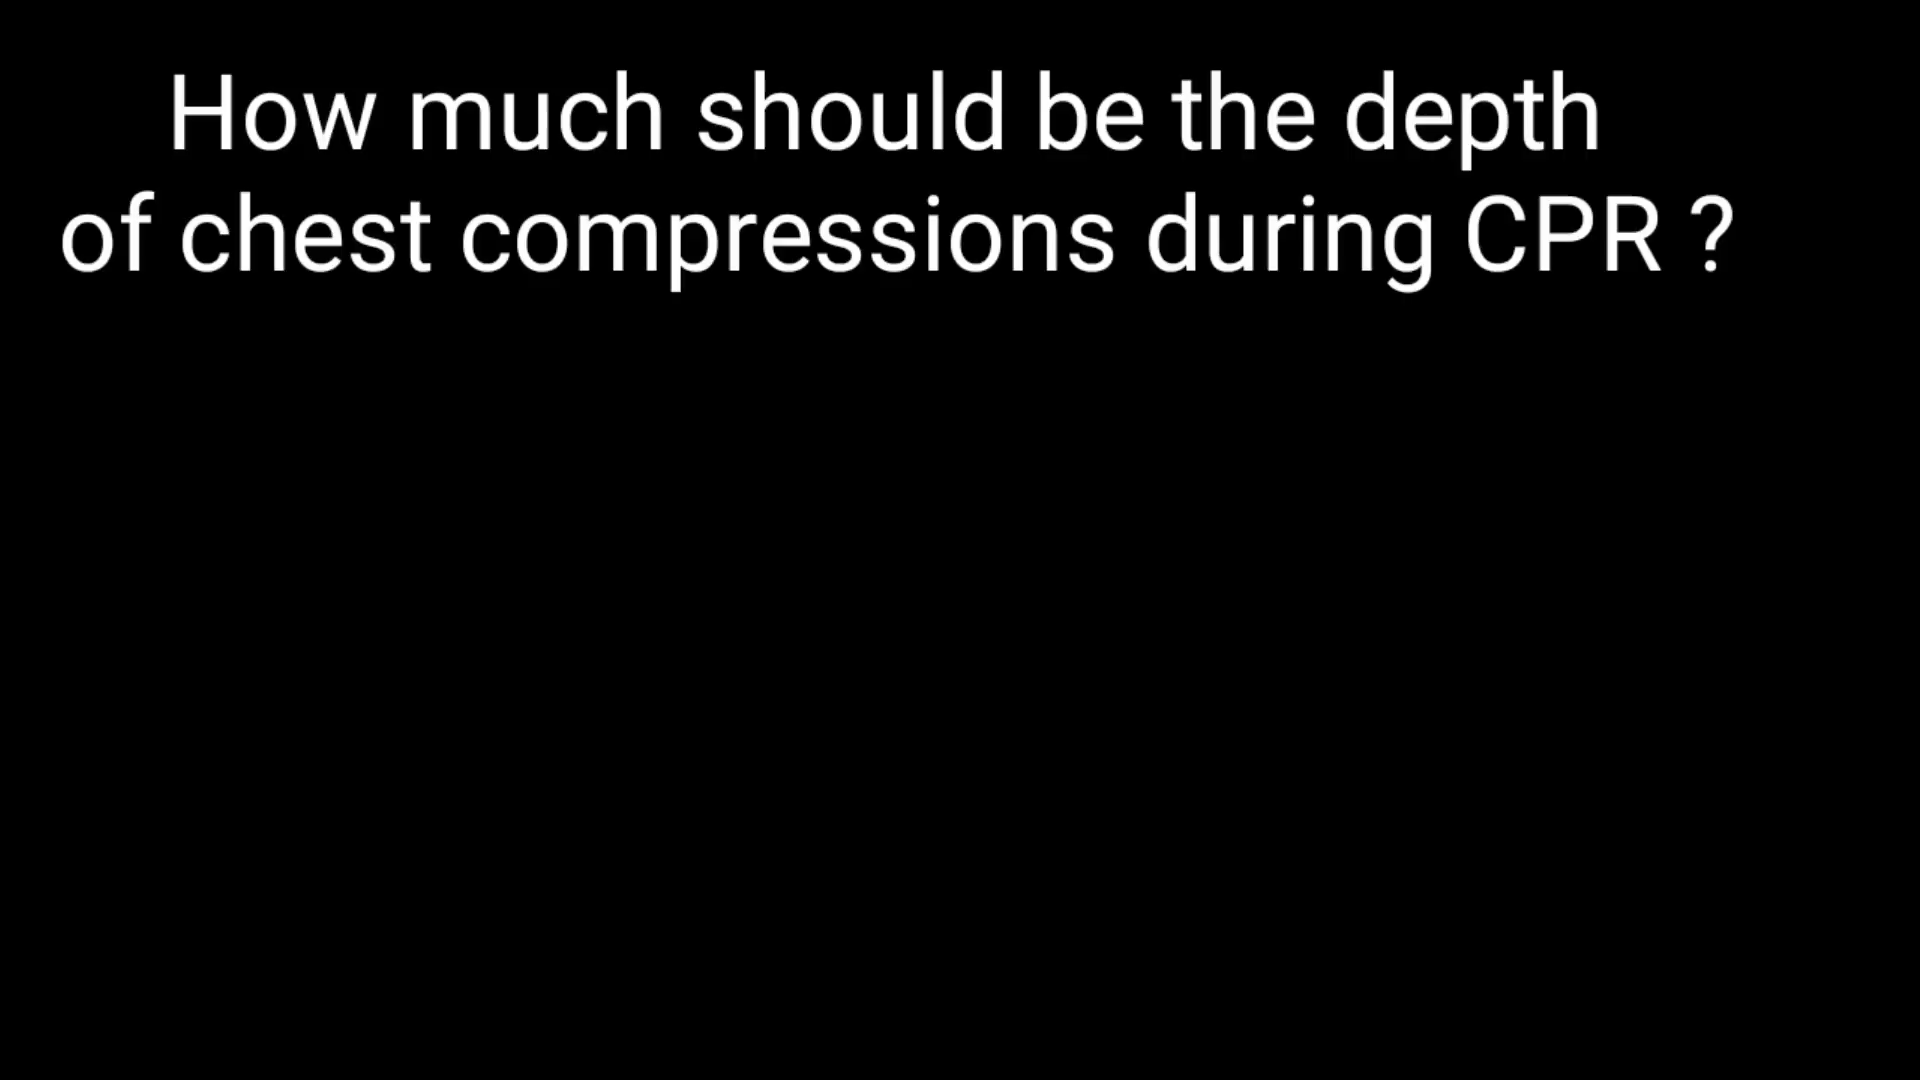 How much should be the depth
of chest compressions during CPR ?